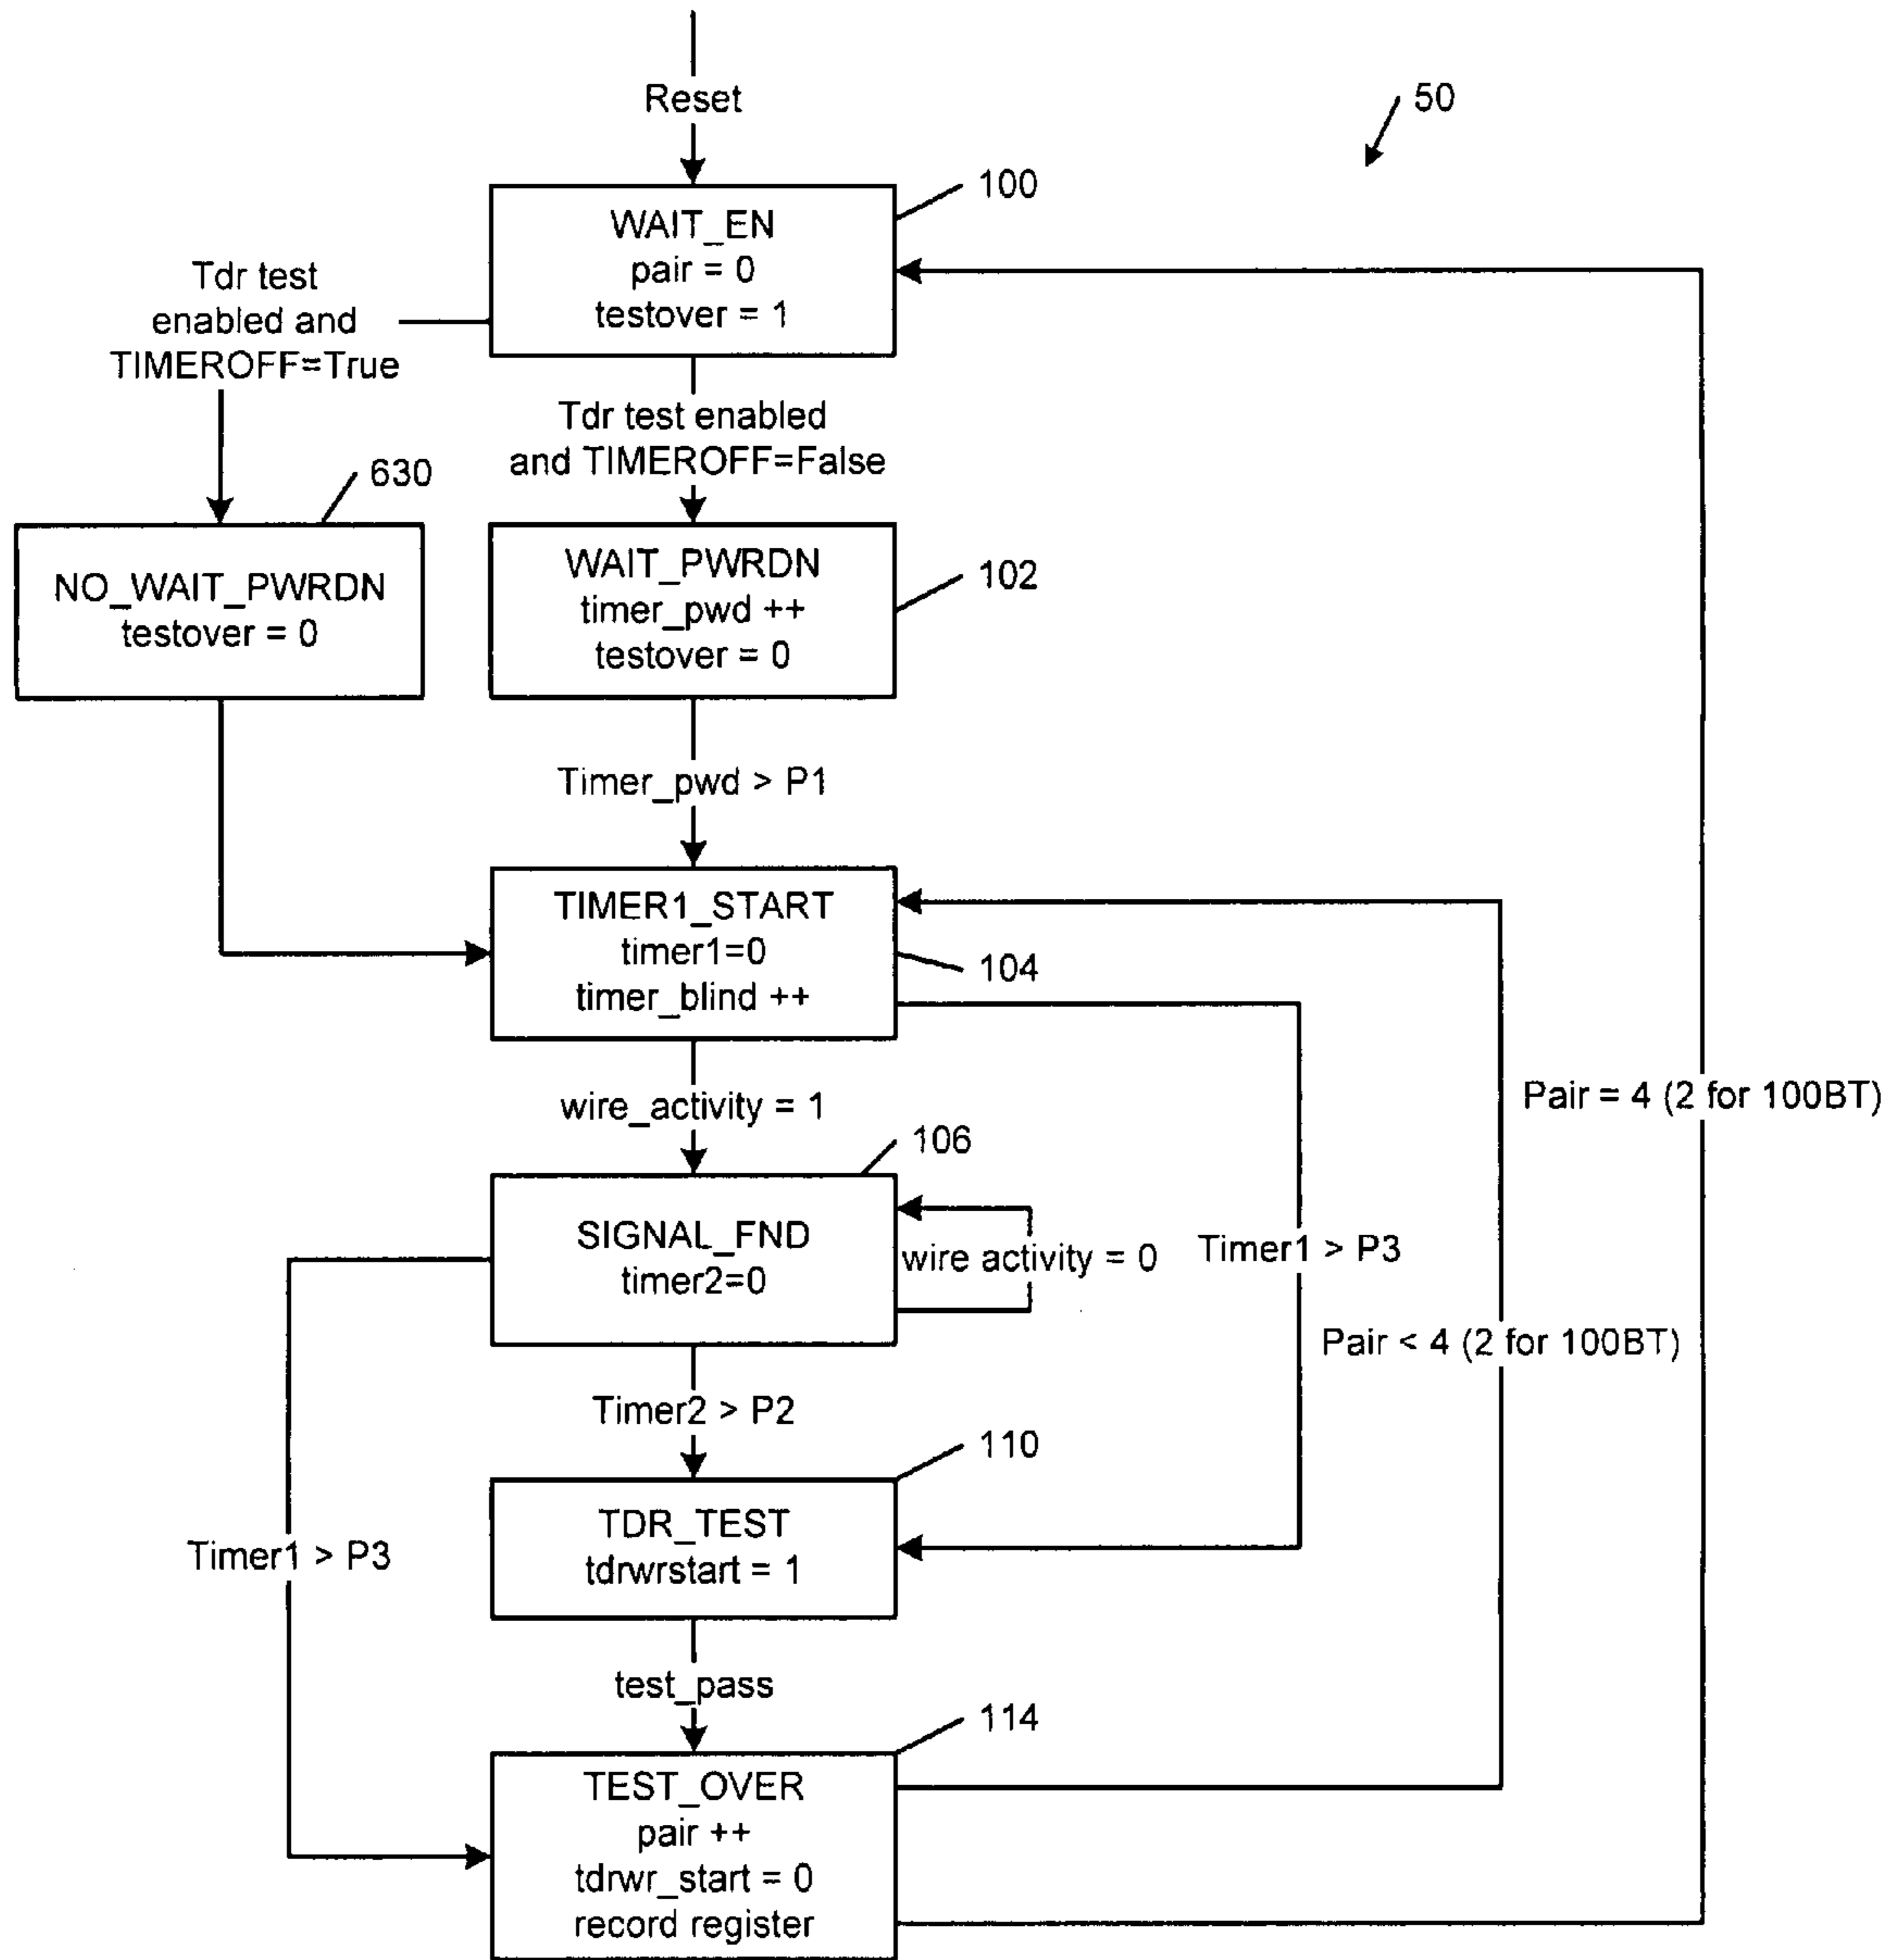 Reset
50
100
WAIT_EN
pair = 0
testover = 1
Tdr test
enabled and
TIMEROFF=True
Tdr test enabled
and TIMEROFF=False
630
NO_WAIT_PWRDN
testover = 0
WAIT_PWRDN
timer_pwd ++
testover = 0
102
Timer_pwd > P1
TIMER1_START
timer1=0
timer_blind ++
104
wire_activity = 1
Pair = 4 (2 for 100BT)
106
SIGNAL_FND
timer2=0
wire activity = 0
Timer1 > P3
Pair < 4 (2 for 100BT)
Timer2 > P2
110
TDR_TEST
tdrwrstart = 1
Timer1 > P3
test_pass
114
TEST_OVER
pair ++
tdrwr_start = 0
record register